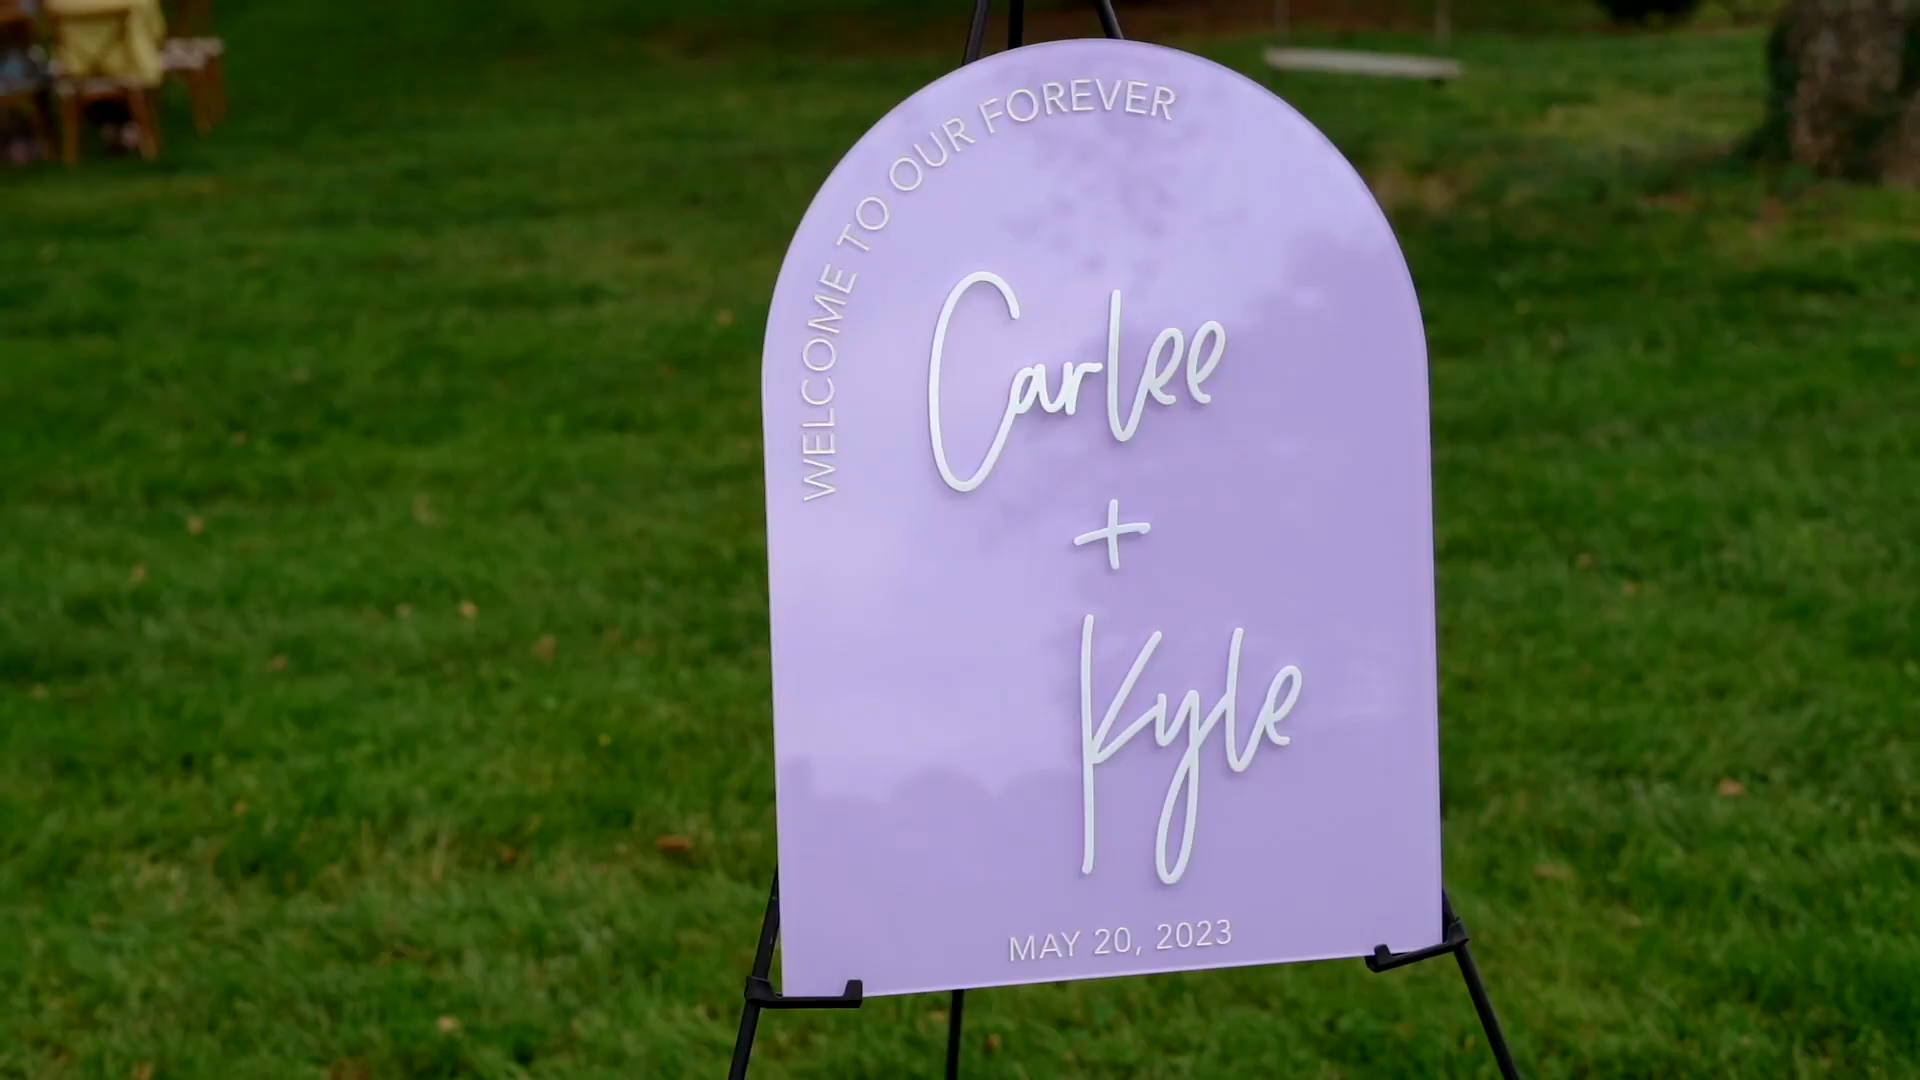 WELCOME TO OUR FOREVER
Carlee
+
Kyle
MAY 20, 2023